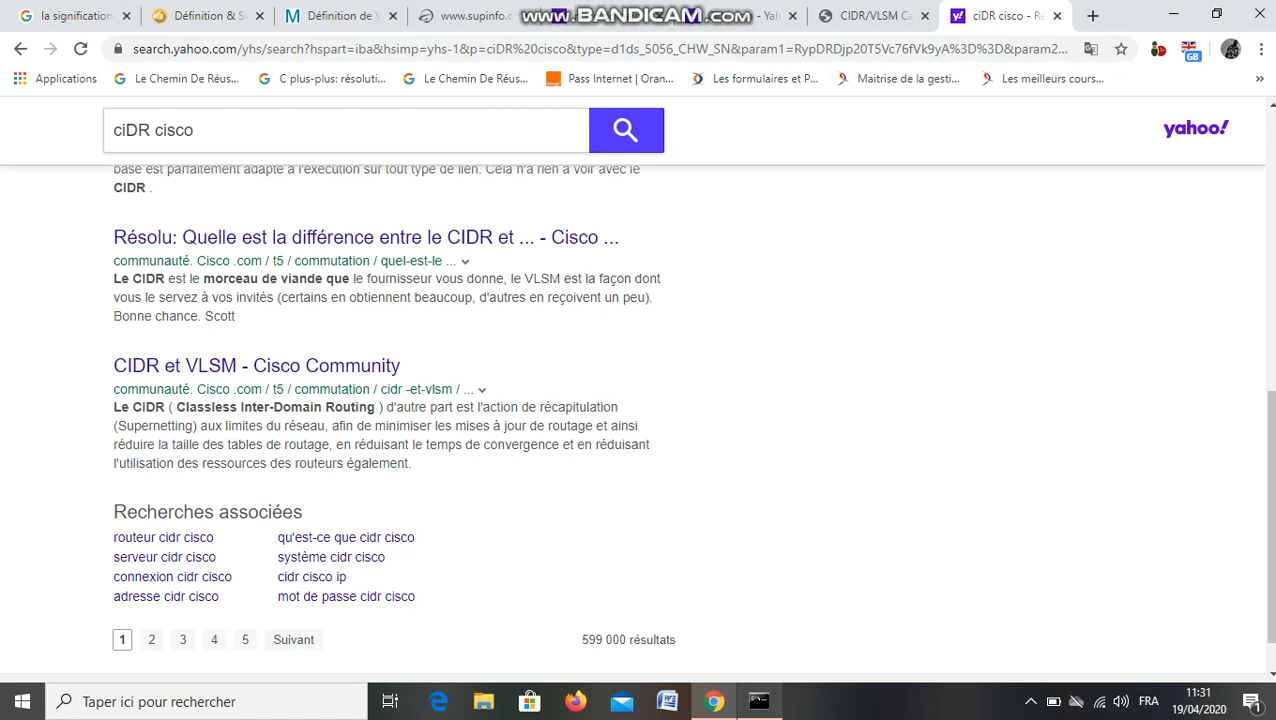 la signification
Définition & S
Définition de V
www.supinfo.c
www.BANDICAM.com
- Yah
CIDR/VLSM Ca
ciDR cisco - Ré
search.yahoo.com/yhs/search?hspart=iba&hsimp=yhs-1&p=ciDR%20cisco&type=d1ds_5056_CHW_SN&param1=RypDRDjp20T5Vc76fVk9yA%3D%3D&param2...
GB
Applications
Le Chemin De Réus...
C plus-plus: résoluti...
Le Chemin De Réus...
Pass Internet | Oran...
Les formulaires et P...
Maitrise de la gesti...
Les meilleurs cours...
»
ciDR cisco
yahoo!
base est parfaitement adapté à l'exécution sur tout type de lien. Cela n'a rien à voir avec le
CIDR .
Résolu: Quelle est la différence entre le CIDR et ... - Cisco ...
communauté. Cisco .com / t5 / commutation / quel-est-le ...
Le CIDR est le morceau de viande que le fournisseur vous donne, le VLSM est la façon dont
vous le servez à vos invités (certains en obtiennent beaucoup, d'autres en reçoivent un peu).
Bonne chance. Scott
CIDR et VLSM - Cisco Community
communauté. Cisco .com / t5 / commutation / cidr -et-vlsm / ...
Le CIDR ( Classless Inter-Domain Routing ) d'autre part est l'action de récapitulation
(Supernetting) aux limites du réseau, afin de minimiser les mises à jour de routage et ainsi
réduire la taille des tables de routage, en réduisant le temps de convergence et en réduisant
l'utilisation des ressources des routeurs également.
Recherches associées
routeur cidr cisco
qu'est-ce que cidr cisco
serveur cidr cisco
système cidr cisco
connexion cidr cisco
cidr cisco ip
adresse cidr cisco
mot de passe cidr cisco
1 2 3 4 5 Suivant
599 000 résultats
Taper ici pour rechercher
FRA
11:31
19/04/2020
1